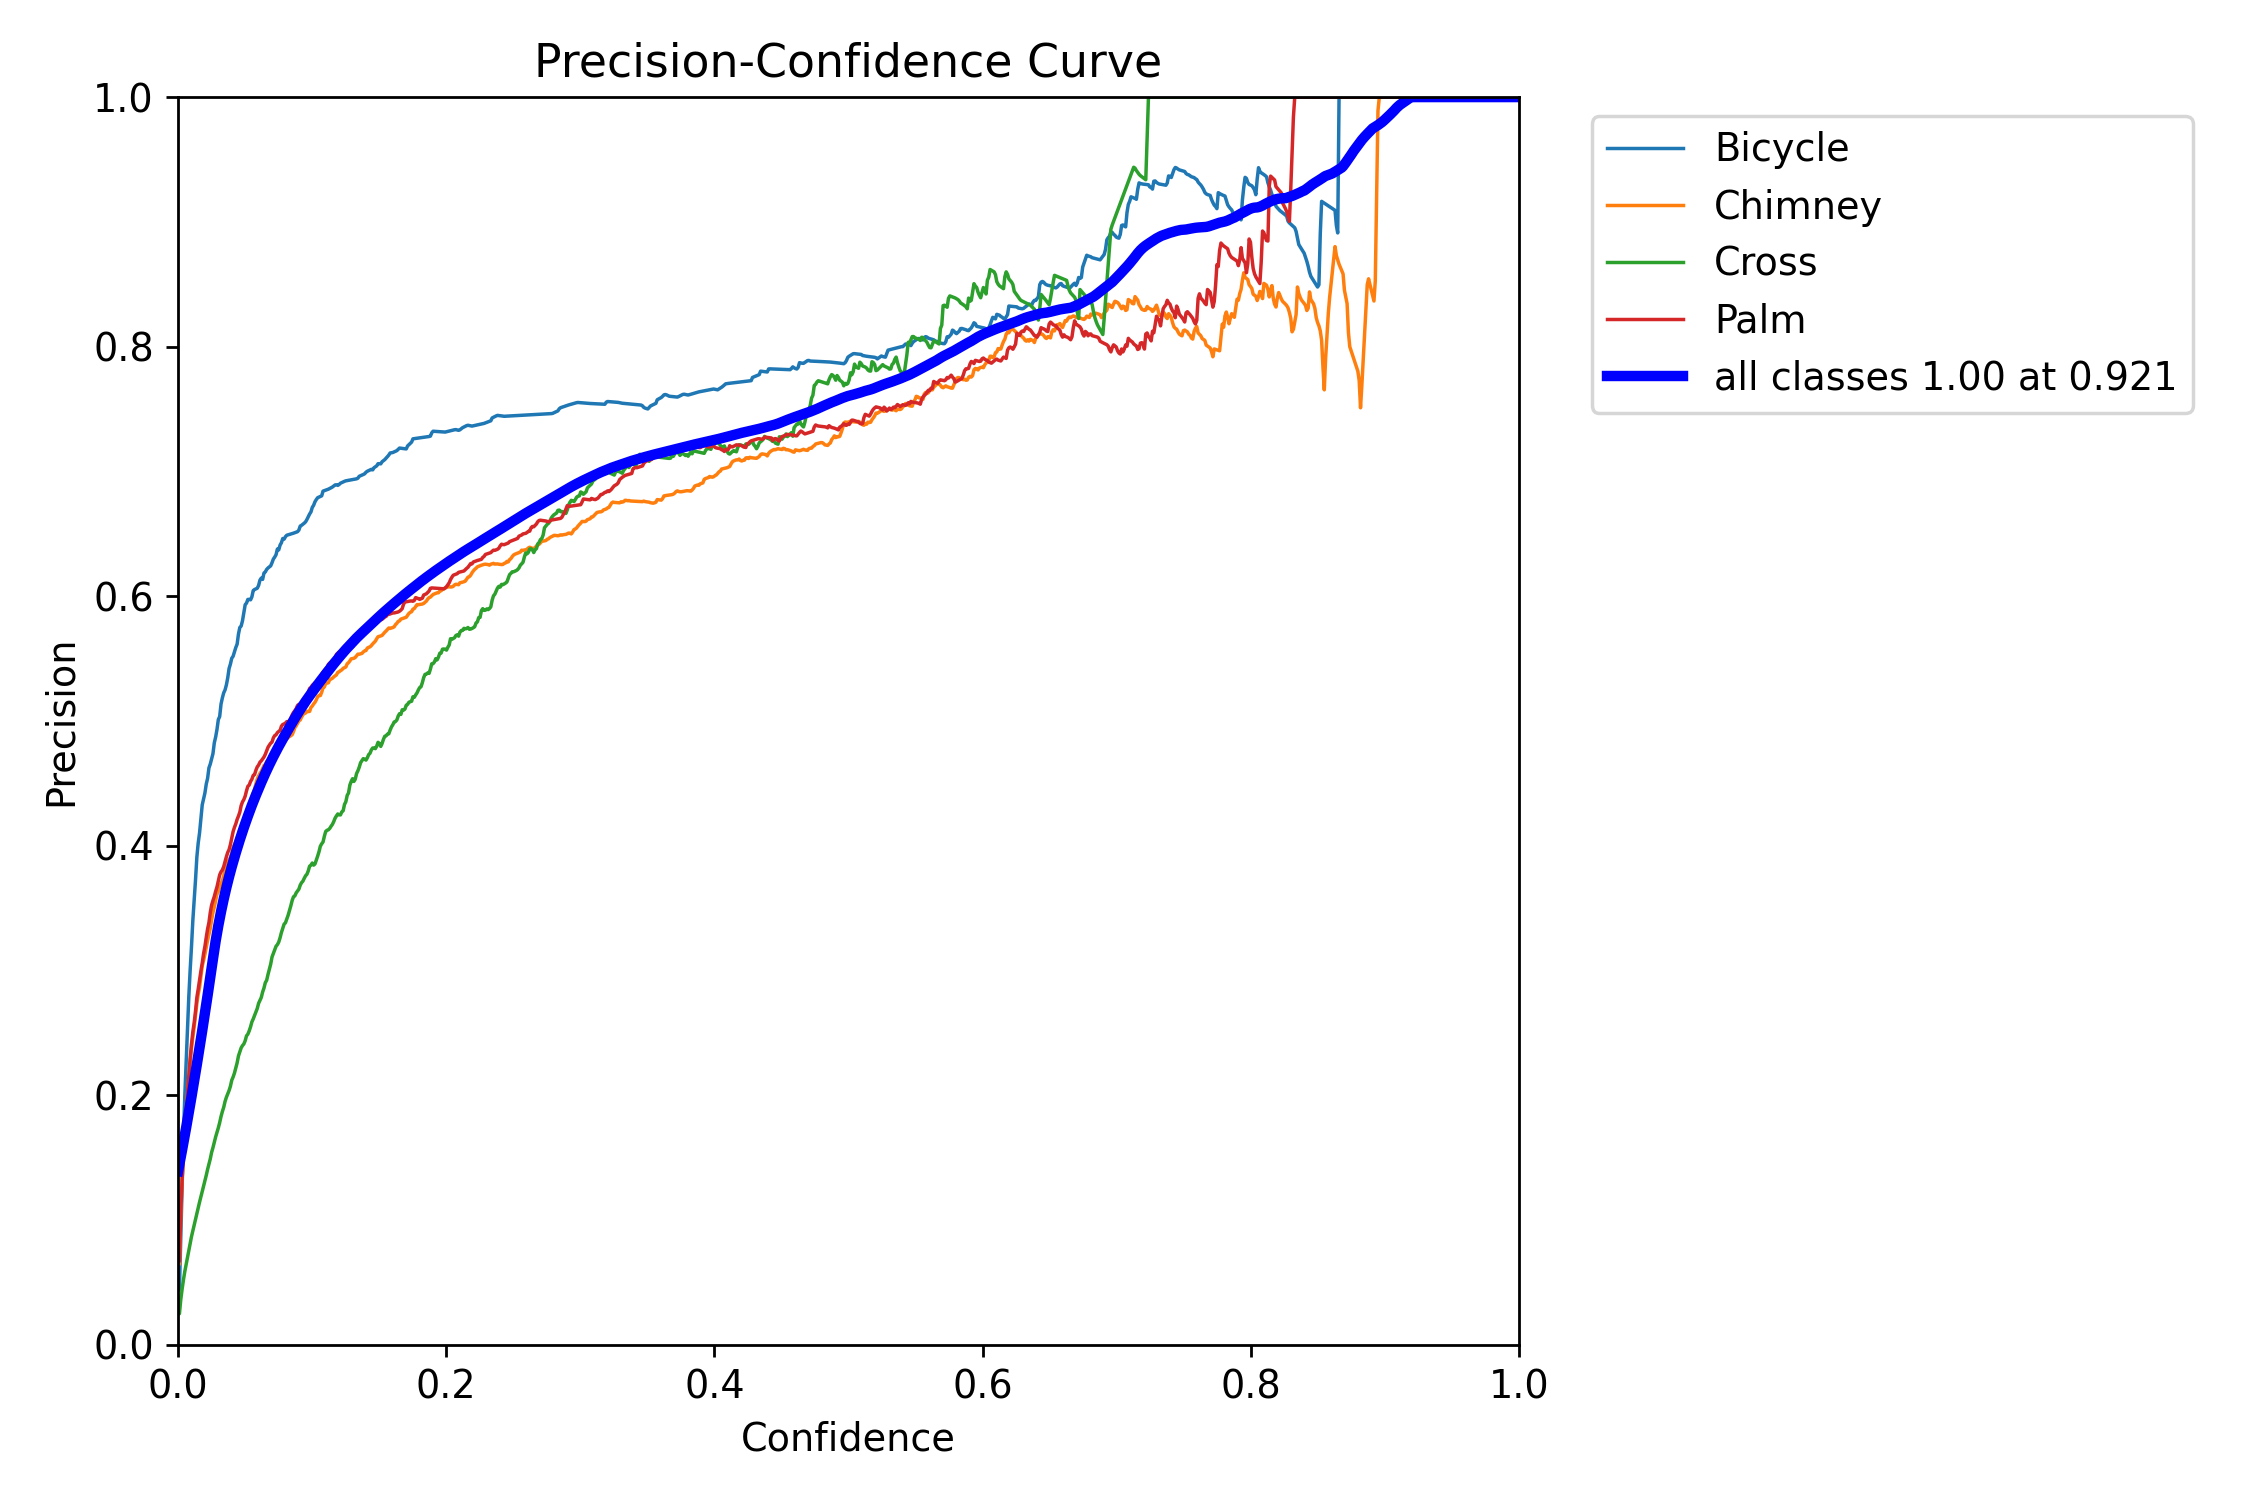 Precision-Confidence Curve
1.0
0.8
0.6
0.4
0.2
0.0
Precision
0.0 0.2 0.4 0.6 0.8 1.0
Confidence
Bicycle
Chimney
Cross
Palm
all classes 1.00 at 0.921